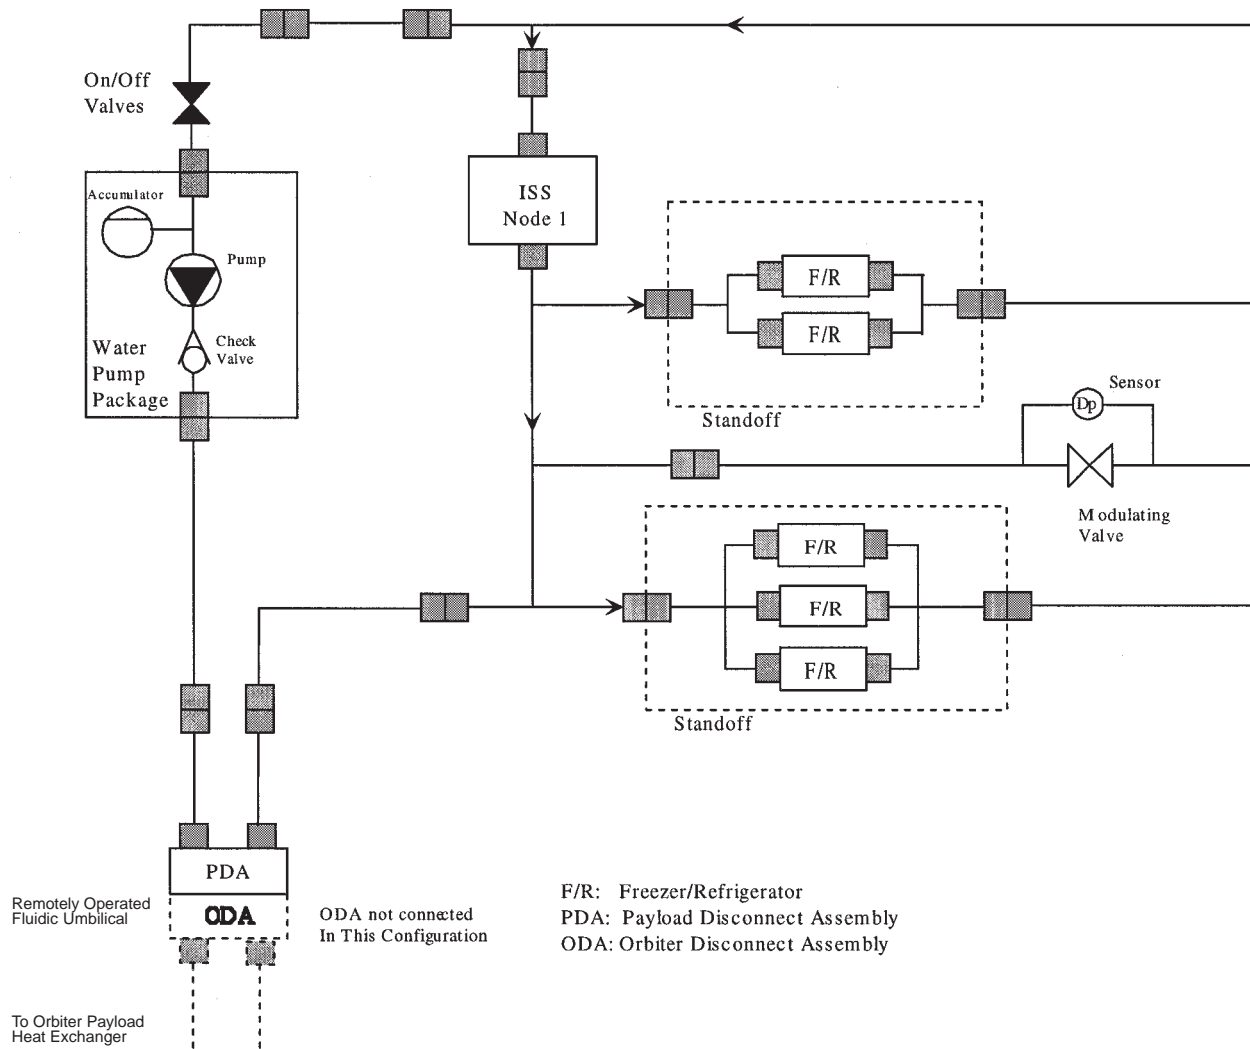 On/Off
Valves
Accumulator
Pump
Check
Valve
Water
Pump
Package
ISS
Node 1
F/R
F/R
Standoff
Sensor
Dp
Modulating
Valve
F/R
F/R
F/R
Standoff
PDA
ODA
Remotely Operated
Fluidic Umbilical
ODA not connected
In This Configuration
F/R: Freezer/Refrigerator
PDA: Payload Disconnect Assembly
ODA: Orbiter Disconnect Assembly
To Orbiter Payload
Heat Exchanger